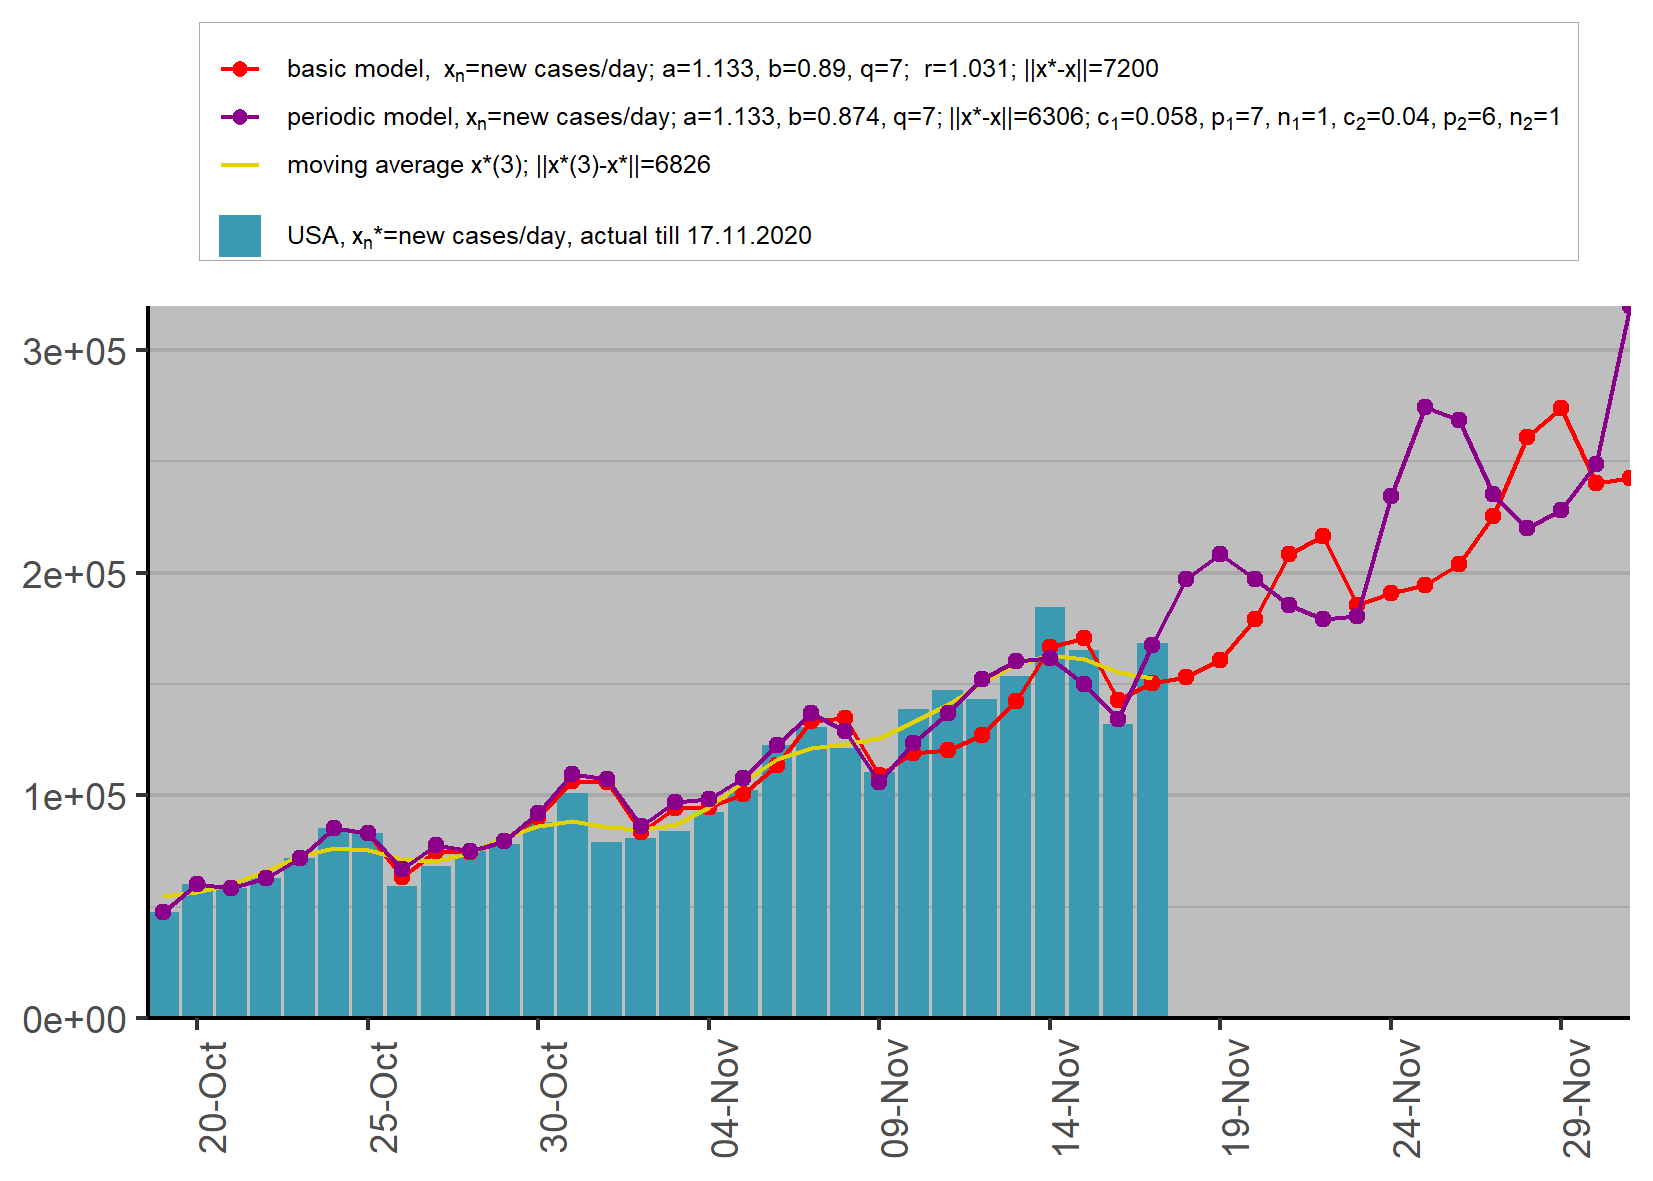 basic model, xₙ=new cases/day; a=1.133, b=0.89, q=7; r=1.031; ||x*-x||=7200
periodic model, xₙ=new cases/day; a=1.133, b=0.874, q=7; ||x*-x||=6306; c₁=0.058, p₁=7, n₁=1, c₂=0.04, p₂=6, n₂=1
moving average x*(3); ||x*(3)-x*||=6826
USA, xₙ*=new cases/day, actual till 17.11.2020
3e+05
2e+05
1e+05
0e+00
20-Oct
25-Oct
30-Oct
04-Nov
09-Nov
14-Nov
19-Nov
24-Nov
29-Nov